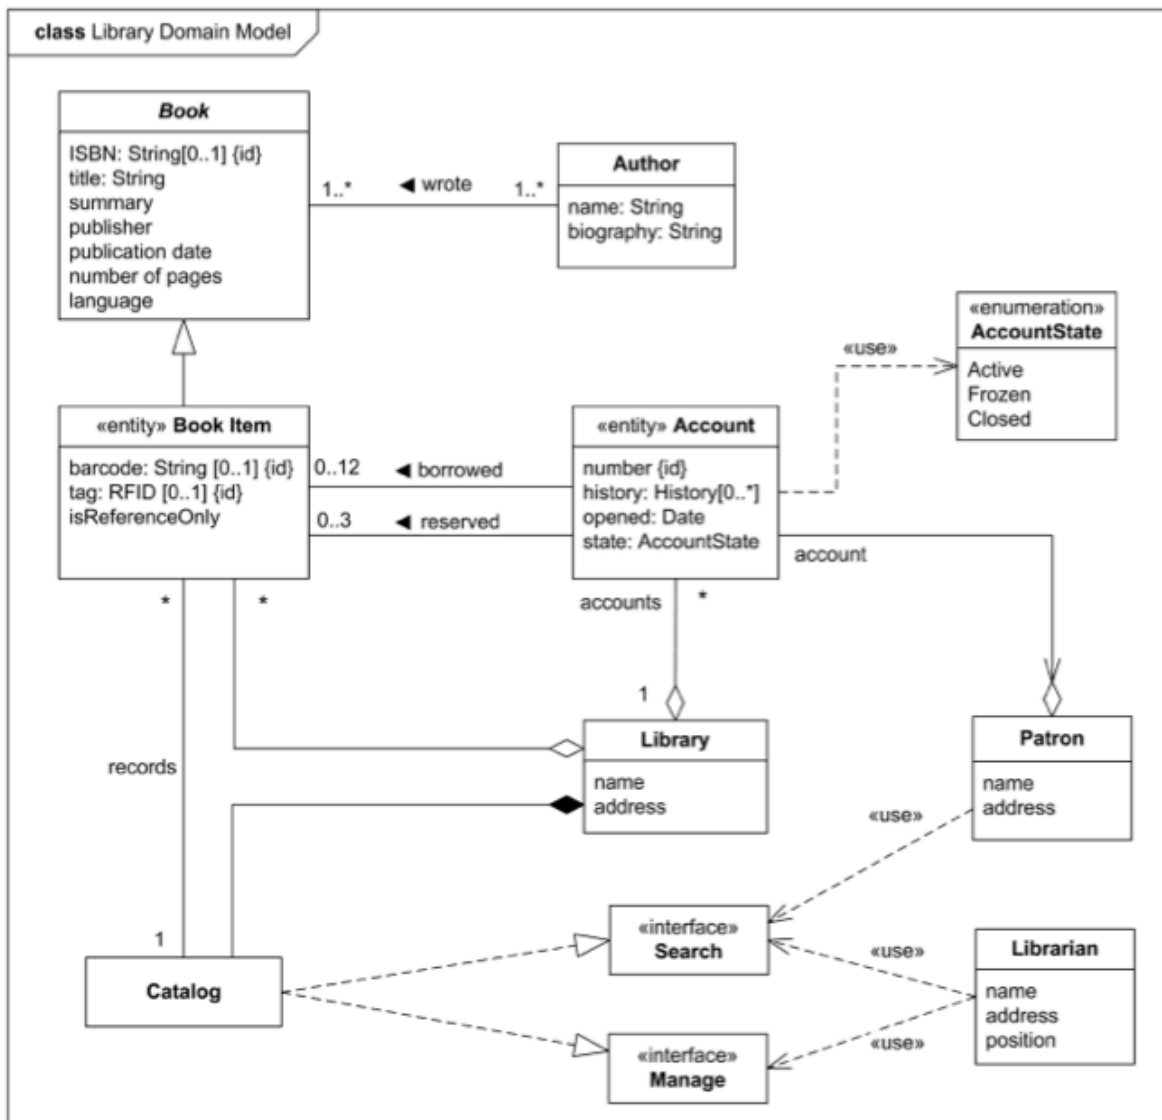 class Library Domain Model
Book
ISBN: String[0..1] {id}
title: String
summary
publisher
publication date
number of pages
language
1..*
◄ wrote
1..*
Author
name: String
biography: String
«enumeration»
AccountState
Active
Frozen
Closed
«use»
«entity» Book Item
barcode: String [0..1] {id}
tag: RFID [0..1] {id}
isReferenceOnly
0..12
◄ borrowed
0..3
◄ reserved
«entity» Account
number {id}
history: History[0..*]
opened: Date
state: AccountState
account
*
*
accounts
*
1
records
Library
name
address
Patron
name
address
«use»
1
Catalog
«interface»
Search
«use»
Librarian
name
address
position
«use»
«interface»
Manage